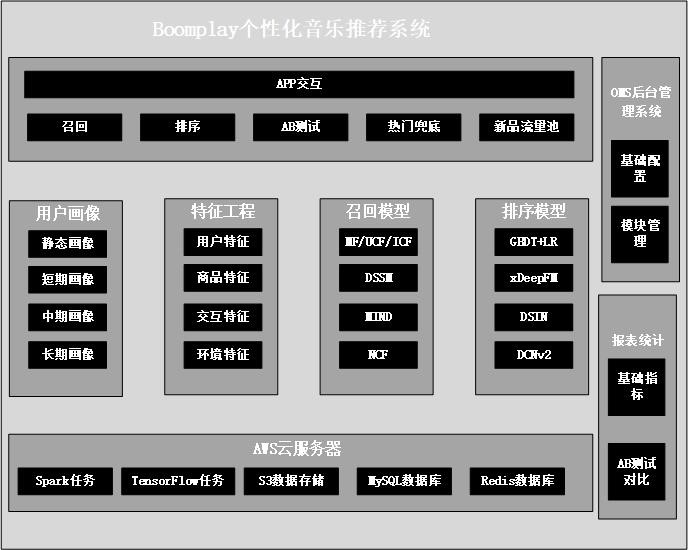 Boomplay个性化音乐推荐系统
APP交互
召回
排序
AB测试
热门兜底
新品流量池
OMS后台管
理系统
基础配
置
模块管
理
用户画像
静态画像
短期画像
中期画像
长期画像
特征工程
用户特征
商品特征
交互特征
环境特征
召回模型
MF/UCF/ICF
DSSM
MIND
NCF
排序模型
GBDT+LR
xDeepFM
DSIN
DCNv2
报表统计
基础指
标
AB测试
对比
AWS云服务器
Spark任务
TensorFlow任务
S3数据存储
MySQL数据库
Redis数据库